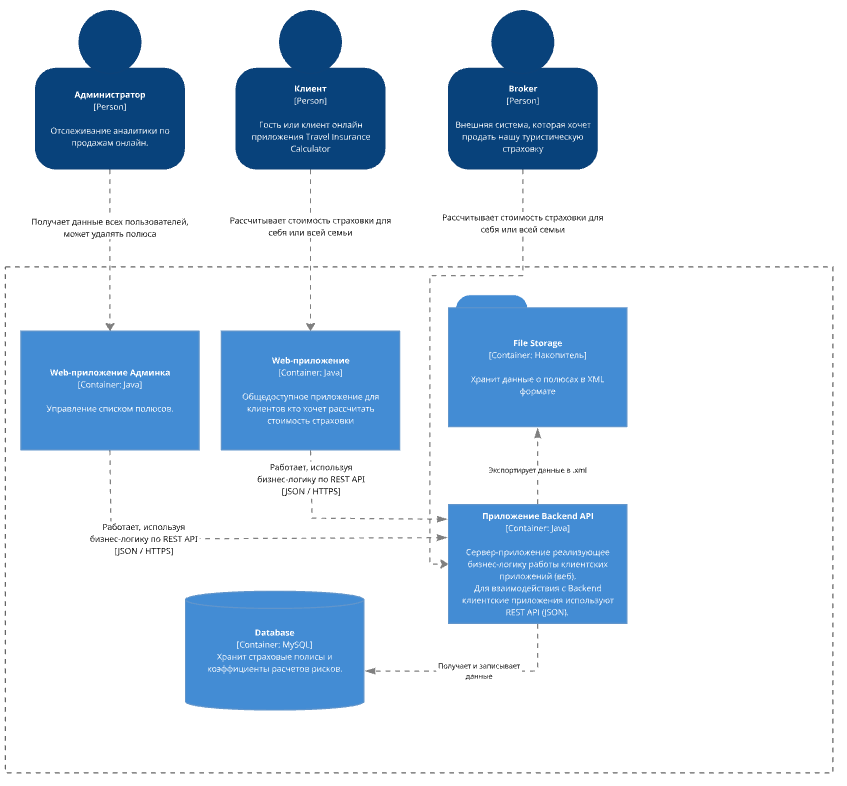 Администратор
[Person]
Отслеживание аналитики по
продажам онлайн.
Клиент
[Person]
Гость или клиент онлайн
приложения Travel Insurance
Calculator
Broker
[Person]
Внешняя система, которая хочет
продать нашу туристическую
страховку
Получает данные всех пользователей,
может удалять полюса
Рассчитывает стоимость страховки для
себя или всей семьи
Рассчитывает стоимость страховки для
себя или всей семьи
Web-приложение Админка
[Container: Java]
Управление списком полюсов.
Web-приложение
[Container: Java]
Общедоступное приложение для
клиентов кто хочет рассчитать
стоимость страховки
File Storage
[Container: Накопитель]
Хранит данные о полюсах в XML
формате
Работает, используя
бизнес-логику по REST API
[JSON / HTTPS]
Экспортирует данные в .xml
Работает, используя
бизнес-логику по REST API
[JSON / HTTPS]
Приложение Backend API
[Container: Java]
Сервер-приложение реализующее
бизнес-логику работы клиентских
приложений (веб).
Для взаимодействия с Backend
клиентские приложения используют
REST API (JSON).
Database
[Container: MySQL]
Хранит страховые полисы и
коэффициенты расчетов рисков.
Получает и записывает
данные